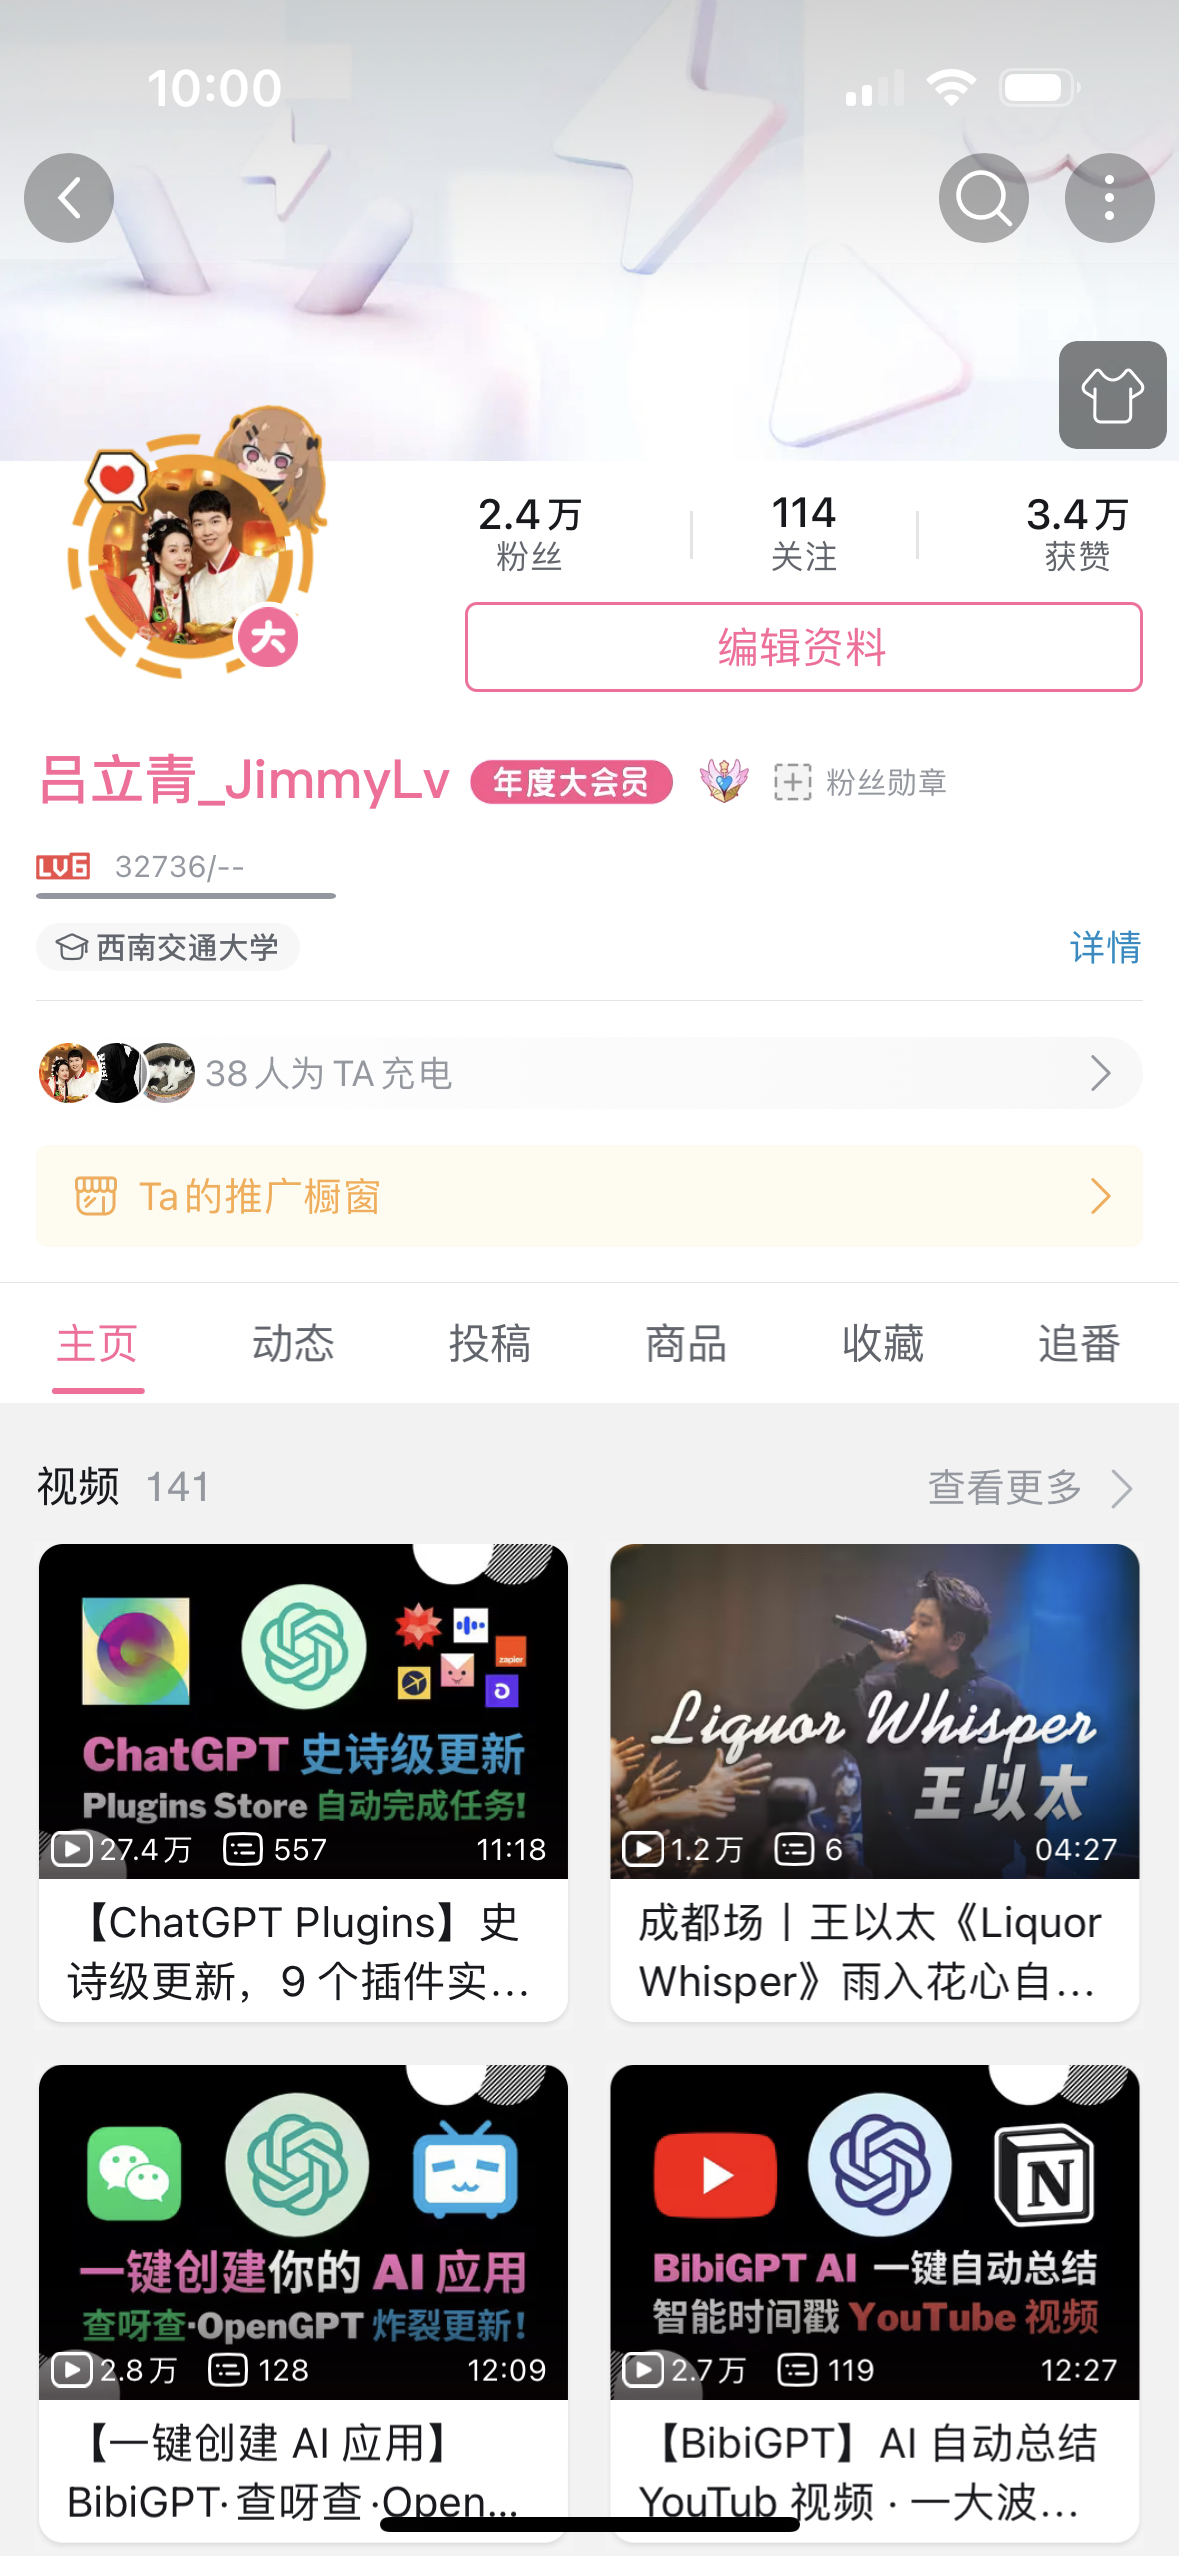 10:00
2.4万
粉丝
114
关注
3.4万
获赞
大
编辑资料
吕立青_JimmyLv
年度大会员
粉丝勋章
LV6
32736/--
西南交通大学
详情
38人为TA充电
Ta的推广橱窗
主页
动态
投稿
商品
收藏
追番
视频 141
查看更多
zapier
ChatGPT 史诗级更新
Plugins Store 自动完成任务!
27.4万
557
11:18
【ChatGPT Plugins】史
诗级更新，9 个插件实...
Liquor Whisper
王以太
1.2万
6
04:27
成都场丨王以太《Liquor
Whisper》雨入花心自...
一键创建你的 AI 应用
查呀查·OpenGPT 炸裂更新!
2.8万
128
12:09
【一键创建 AI 应用】
BibiGPT·查呀查·Open...
N
BibiGPT AI 一键自动总结
智能时间戳 YouTube 视频
2.7万
119
12:27
【BibiGPT】AI 自动总结
YouTub 视频 · 一大波...